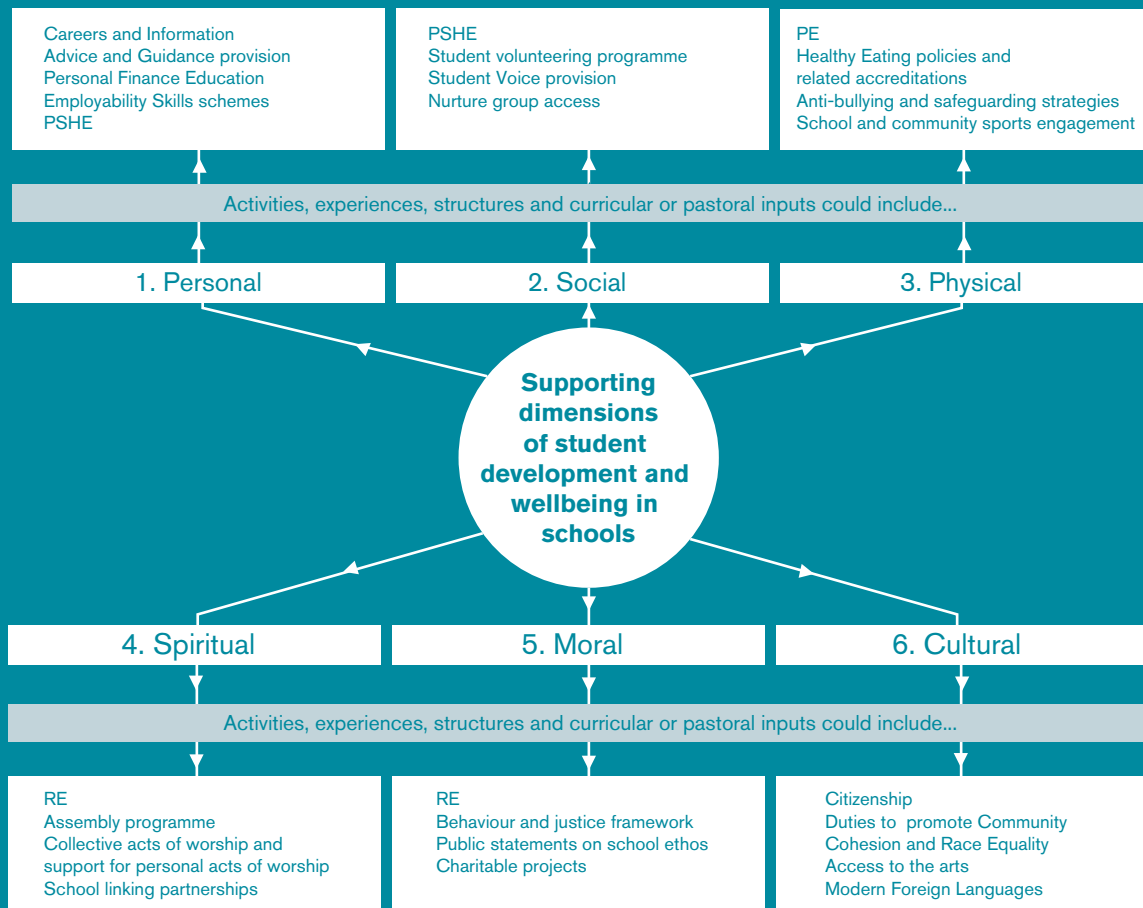 Careers and Information
Advice and Guidance provision
Personal Finance Education
Employability Skills schemes
PSHE
PSHE
Student volunteering programme
Student Voice provision
Nurture group access
PE
Healthy Eating policies and
related accreditations
Anti-bullying and safeguarding strategies
School and community sports engagement
Activities, experiences, structures and curricular or pastoral inputs could include...
1. Personal
2. Social
3. Physical
Supporting
dimensions
of student
development and
wellbeing in
schools
4. Spiritual
5. Moral
6. Cultural
Activities, experiences, structures and curricular or pastoral inputs could include...
RE
Assembly programme
Collective acts of worship and
support for personal acts of worship
School linking partnerships
RE
Behaviour and justice framework
Public statements on school ethos
Charitable projects
Citizenship
Duties to promote Community
Cohesion and Race Equality
Access to the arts
Modern Foreign Languages